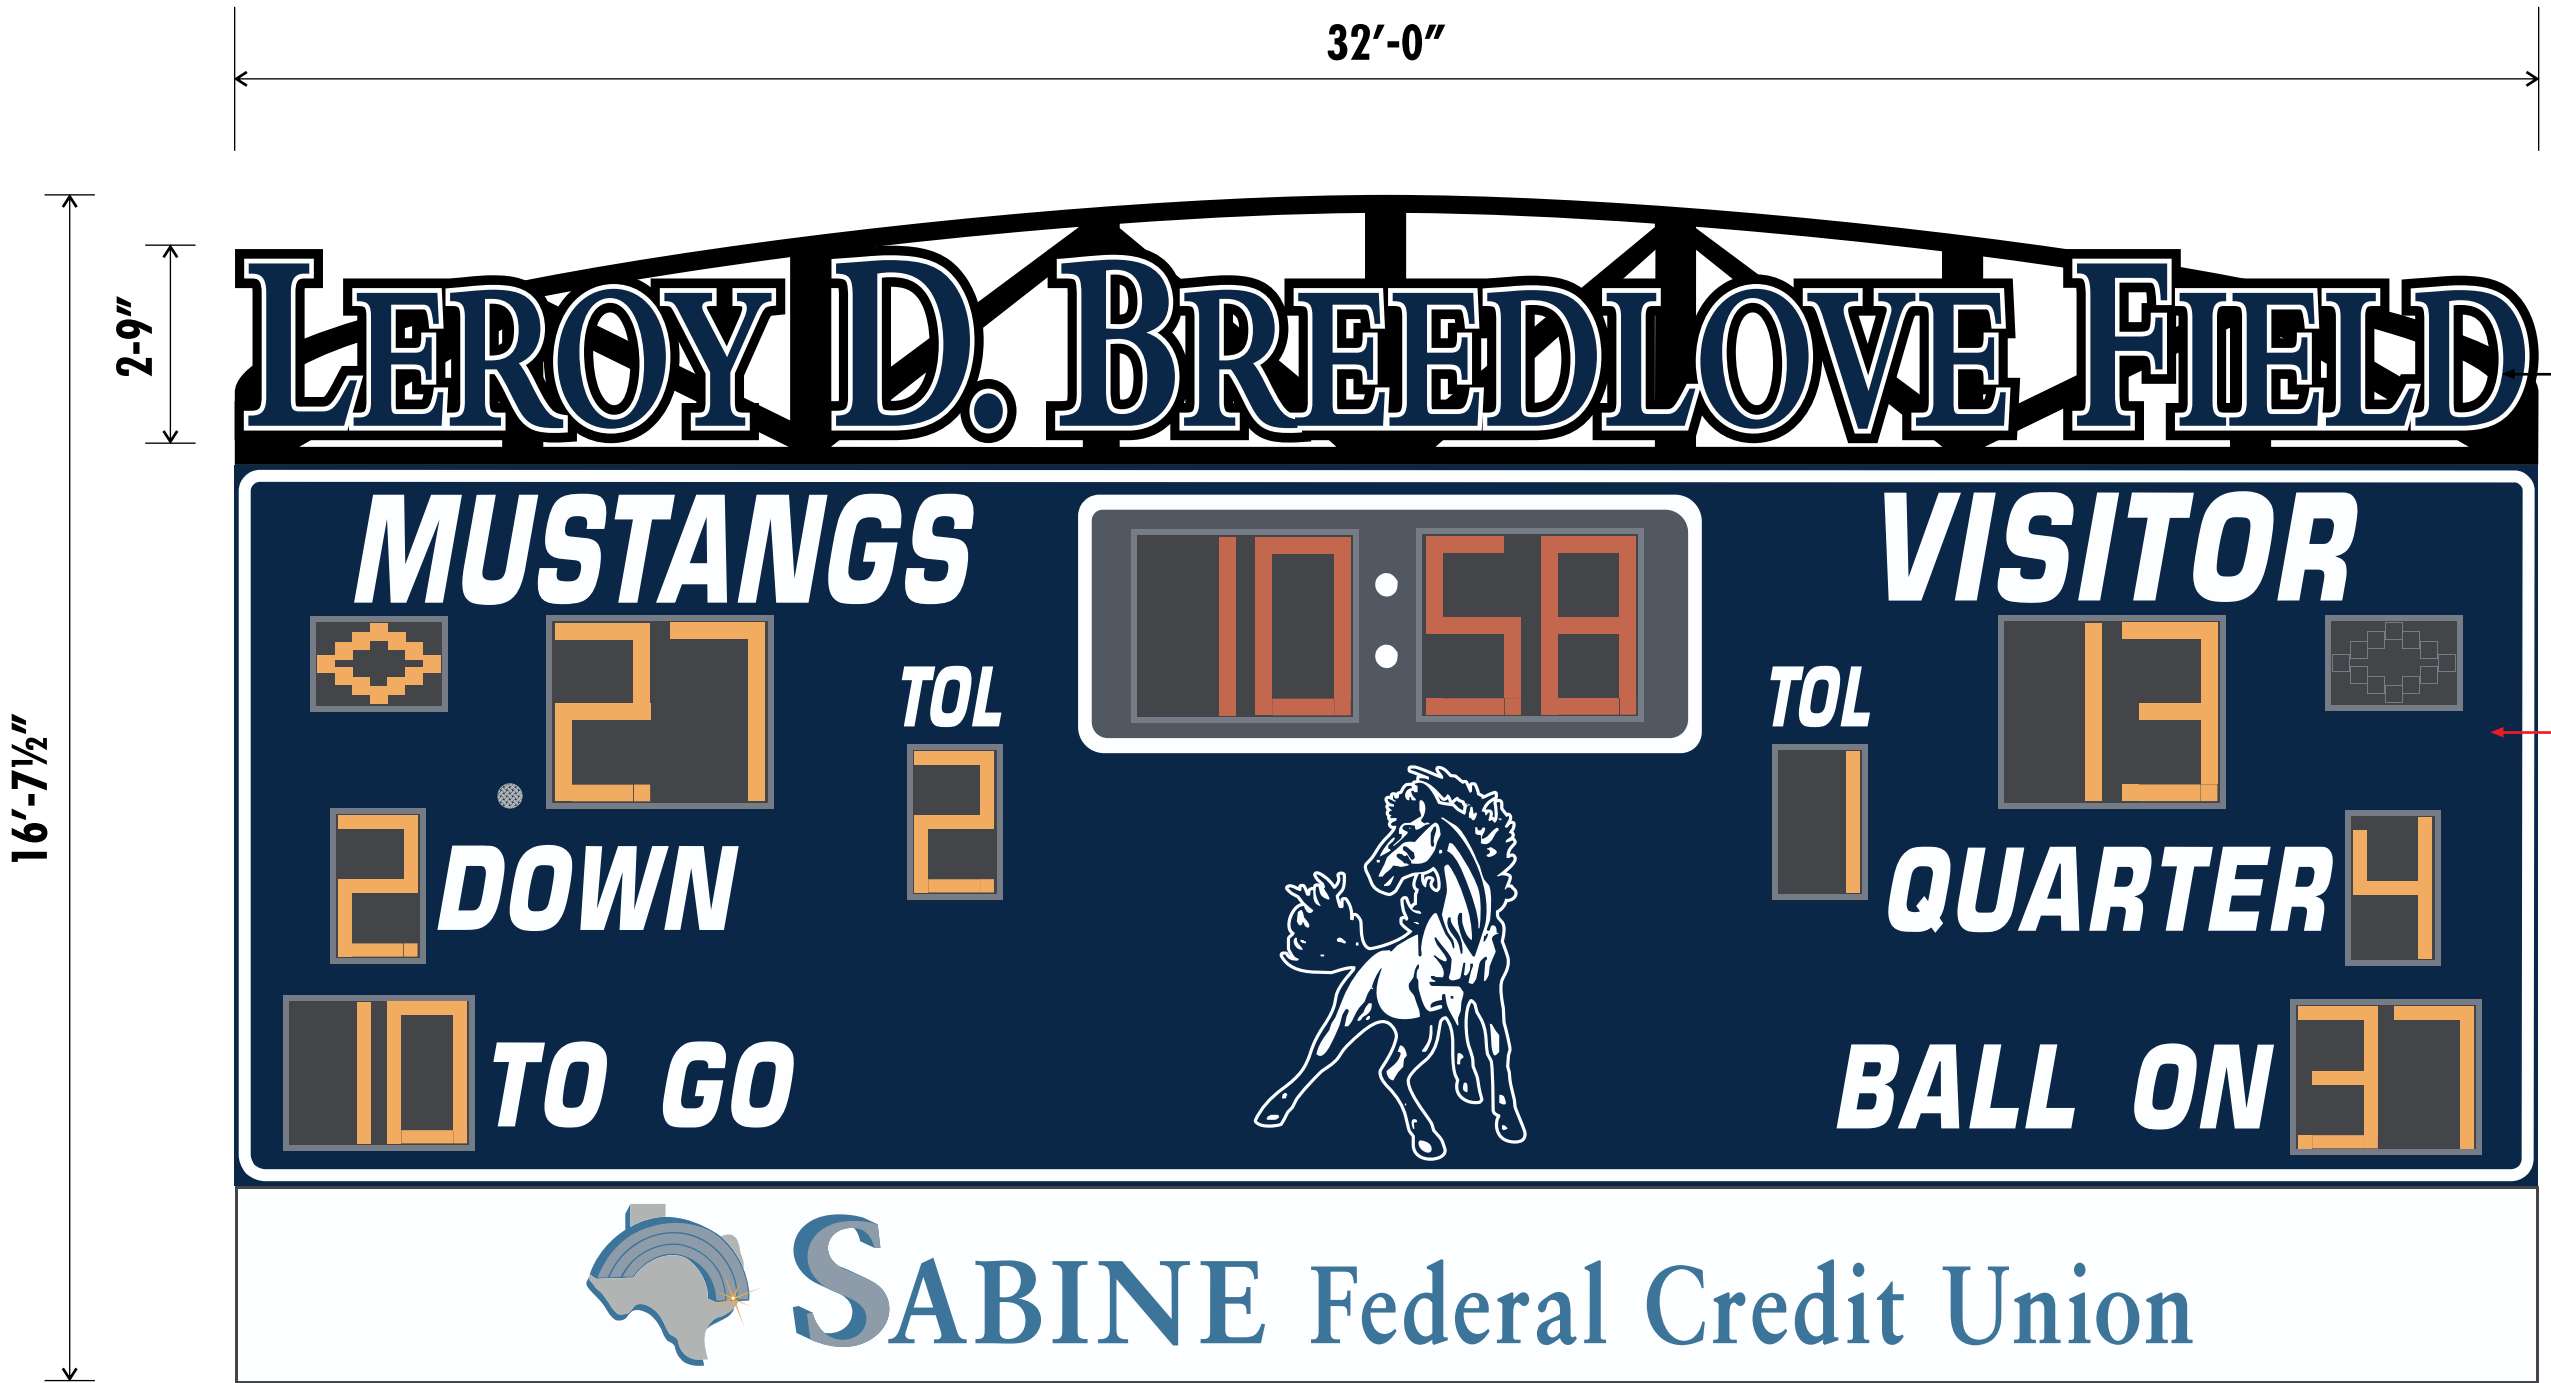 32'-0"
16'-7½"
2-9"
LEROY D. BREEDLOVE FIELD
MUSTANGS
10:58
VISITOR
27
TOL
2
TOL
1
13
2 DOWN
QUARTER 4
10 TO GO
BALL ON 37
SABINE Federal Credit Union